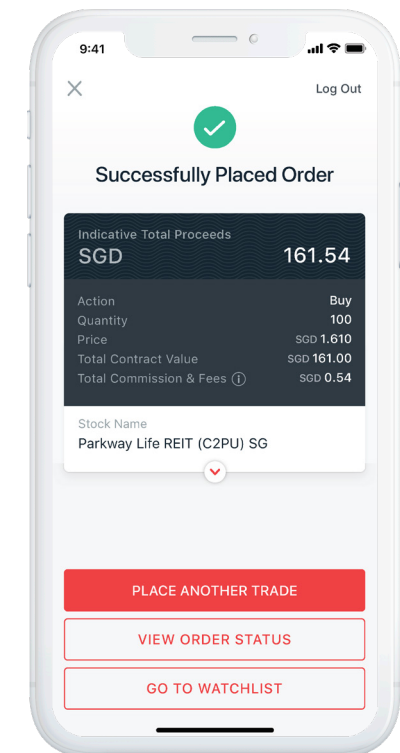 9:41
Log Out
Successfully Placed Order
Indicative Total Proceeds
SGD 161.54
Action Buy
Quantity 100
Price SGD 1.610
Total Contract Value SGD 161.00
Total Commission & Fees i SGD 0.54
Stock Name
Parkway Life REIT (C2PU) SG
PLACE ANOTHER TRADE
VIEW ORDER STATUS
GO TO WATCHLIST